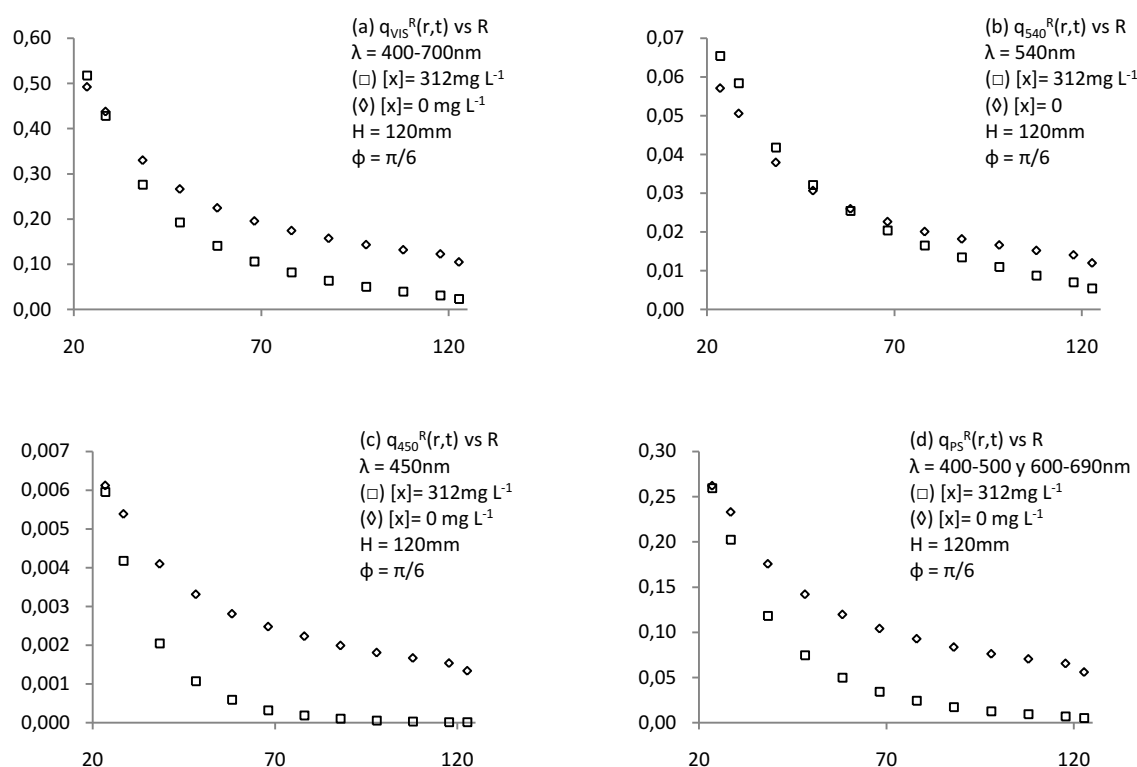 (a) qVISᴿ(r,t) vs R
λ = 400-700nm
(□) [x]= 312mg L⁻¹
(◊) [x]= 0 mg L⁻¹
H = 120mm
ϕ = π/6
0,60
0,50
0,40
0,30
0,20
0,10
0,00
20 70 120
(b) q₅₄₀ᴿ(r,t) vs R
λ = 540nm
(□) [x]= 312mg L⁻¹
(◊) [x]= 0
H = 120mm
ϕ = π/6
0,07
0,06
0,05
0,04
0,03
0,02
0,01
0,00
20 70 120
(c) q₄₅₀ᴿ(r,t) vs R
λ = 450nm
(□) [x]= 312mg L⁻¹
(◊) [x]= 0 mg L⁻¹
H = 120mm
ϕ = π/6
0,007
0,006
0,005
0,004
0,003
0,002
0,001
0,000
20 70 120
(d) qPSᴿ(r,t) vs R
λ = 400-500 y 600-690nm
(□) [x]= 312mg L⁻¹
(◊) [x]= 0 mg L⁻¹
H = 120mm
ϕ = π/6
0,30
0,25
0,20
0,15
0,10
0,05
0,00
20 70 120